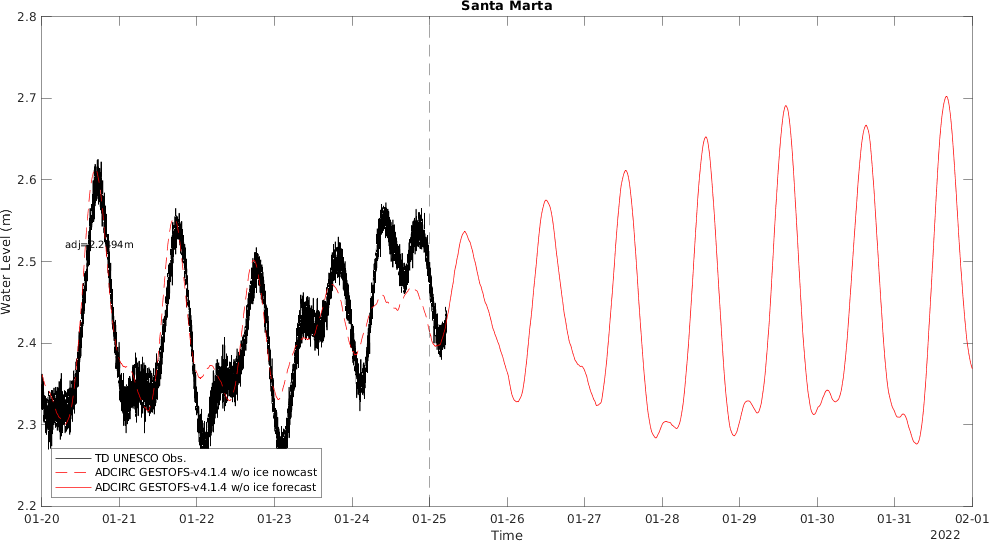 Santa Marta
2.8
2.7
2.6
2.5
2.4
2.3
2.2
Water Level (m)
adj=2.2494m
TD UNESCO Obs.
ADCIRC GESTOFS-v4.1.4 w/o ice nowcast
ADCIRC GESTOFS-v4.1.4 w/o ice forecast
01-20 01-21 01-22 01-23 01-24 01-25 01-26 01-27 01-28 01-29 01-30 01-31 02-01
Time
2022